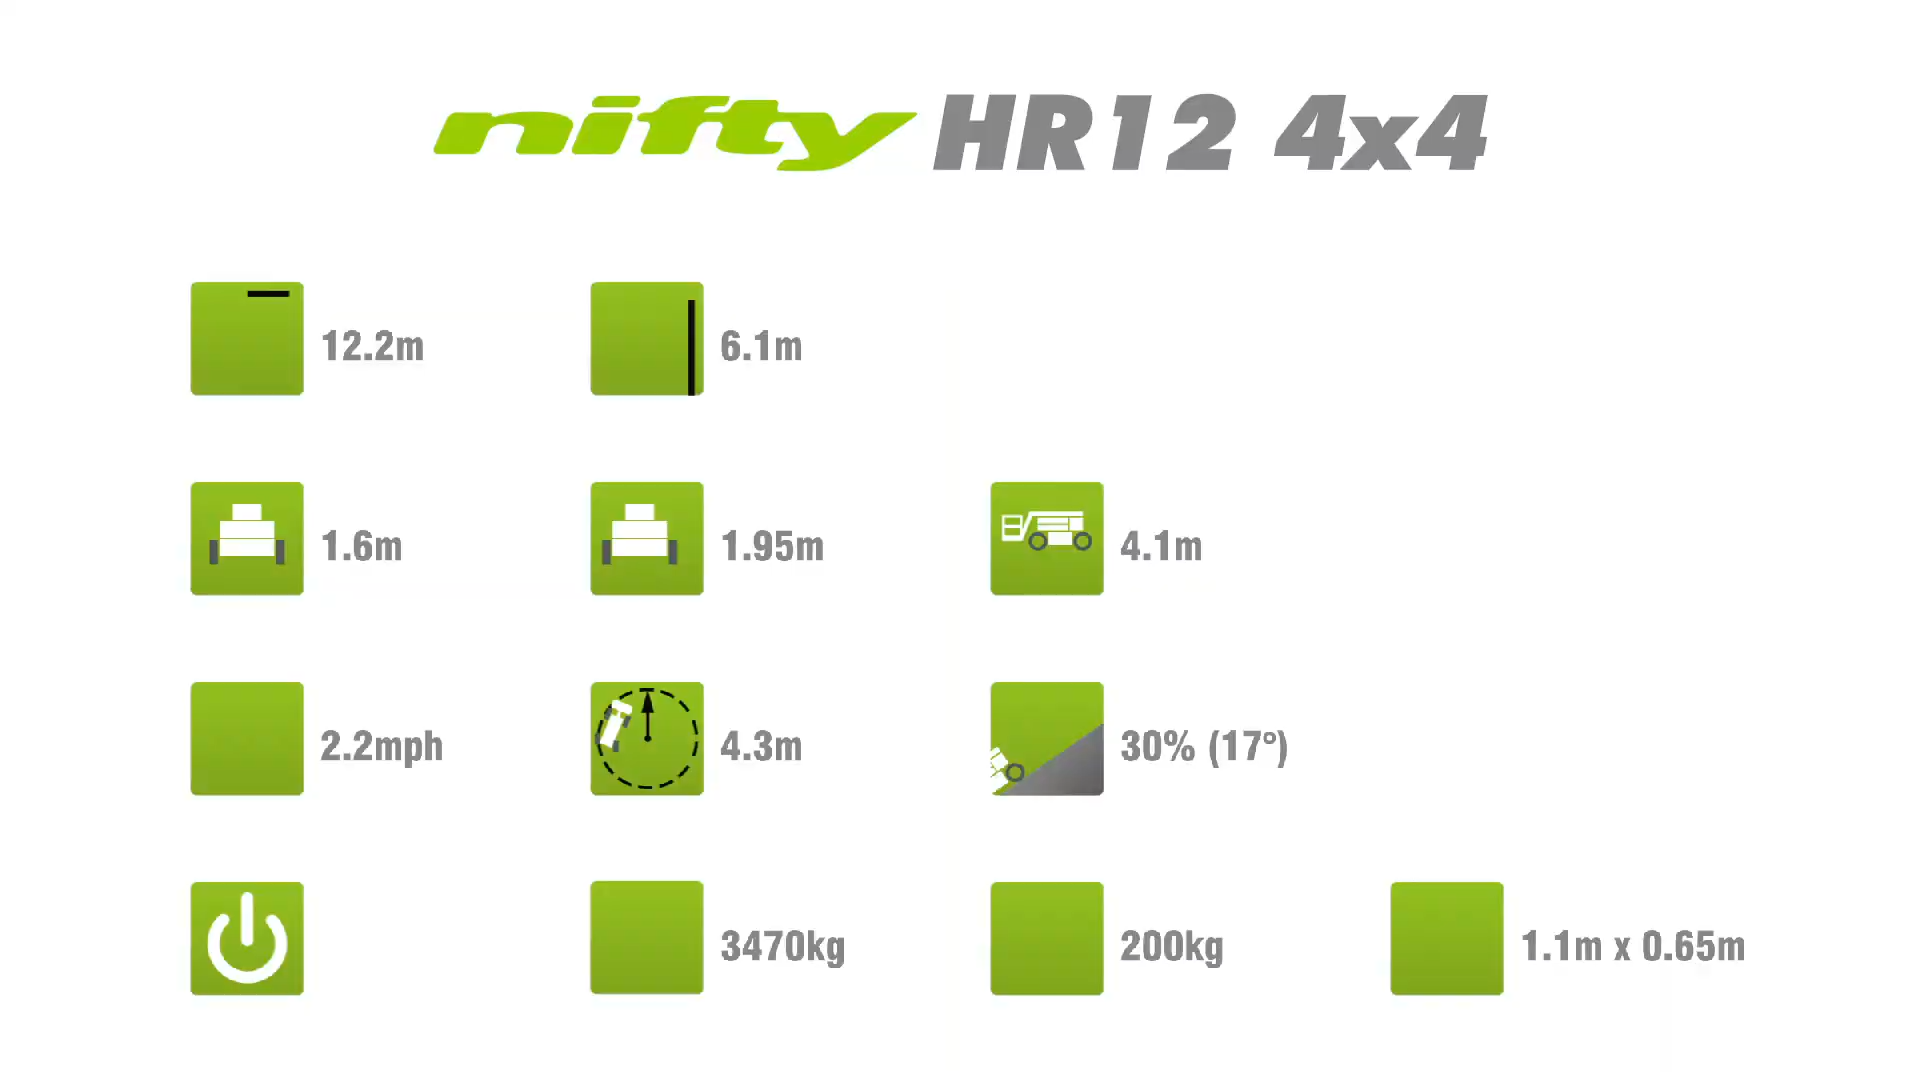 nifty HR12 4x4
12.2m
6.1m
1.6m
1.95m
4.1m
2.2mph
4.3m
30% (17º)
3470kg
200kg
1.1m x 0.65m